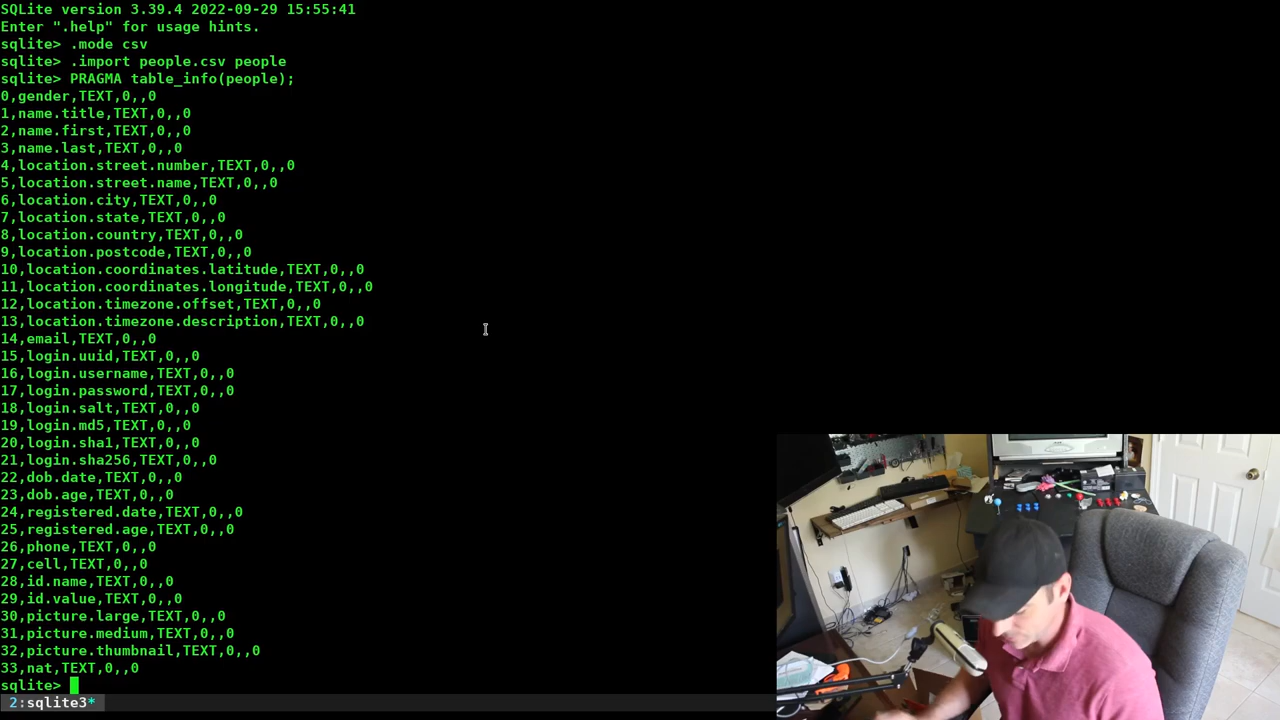 SQLite version 3.39.4 2022-09-29 15:55:41
Enter ".help" for usage hints.
sqlite> .mode csv
sqlite> .import people.csv people
sqlite> PRAGMA table_info(people);
0,gender,TEXT,0,,0
1,name.title,TEXT,0,,0
2,name.first,TEXT,0,,0
3,name.last,TEXT,0,,0
4,location.street.number,TEXT,0,,0
5,location.street.name,TEXT,0,,0
6,location.city,TEXT,0,,0
7,location.state,TEXT,0,,0
8,location.country,TEXT,0,,0
9,location.postcode,TEXT,0,,0
10,location.coordinates.latitude,TEXT,0,,0
11,location.coordinates.longitude,TEXT,0,,0
12,location.timezone.offset,TEXT,0,,0
13,location.timezone.description,TEXT,0,,0
14,email,TEXT,0,,0
15,login.uuid,TEXT,0,,0
16,login.username,TEXT,0,,0
17,login.password,TEXT,0,,0
18,login.salt,TEXT,0,,0
19,login.md5,TEXT,0,,0
20,login.sha1,TEXT,0,,0
21,login.sha256,TEXT,0,,0
22,dob.date,TEXT,0,,0
23,dob.age,TEXT,0,,0
24,registered.date,TEXT,0,,0
25,registered.age,TEXT,0,,0
26,phone,TEXT,0,,0
27,cell,TEXT,0,,0
28,id.name,TEXT,0,,0
29,id.value,TEXT,0,,0
30,picture.large,TEXT,0,,0
31,picture.medium,TEXT,0,,0
32,picture.thumbnail,TEXT,0,,0
33,nat,TEXT,0,,0
sqlite>
2:sqlite3*